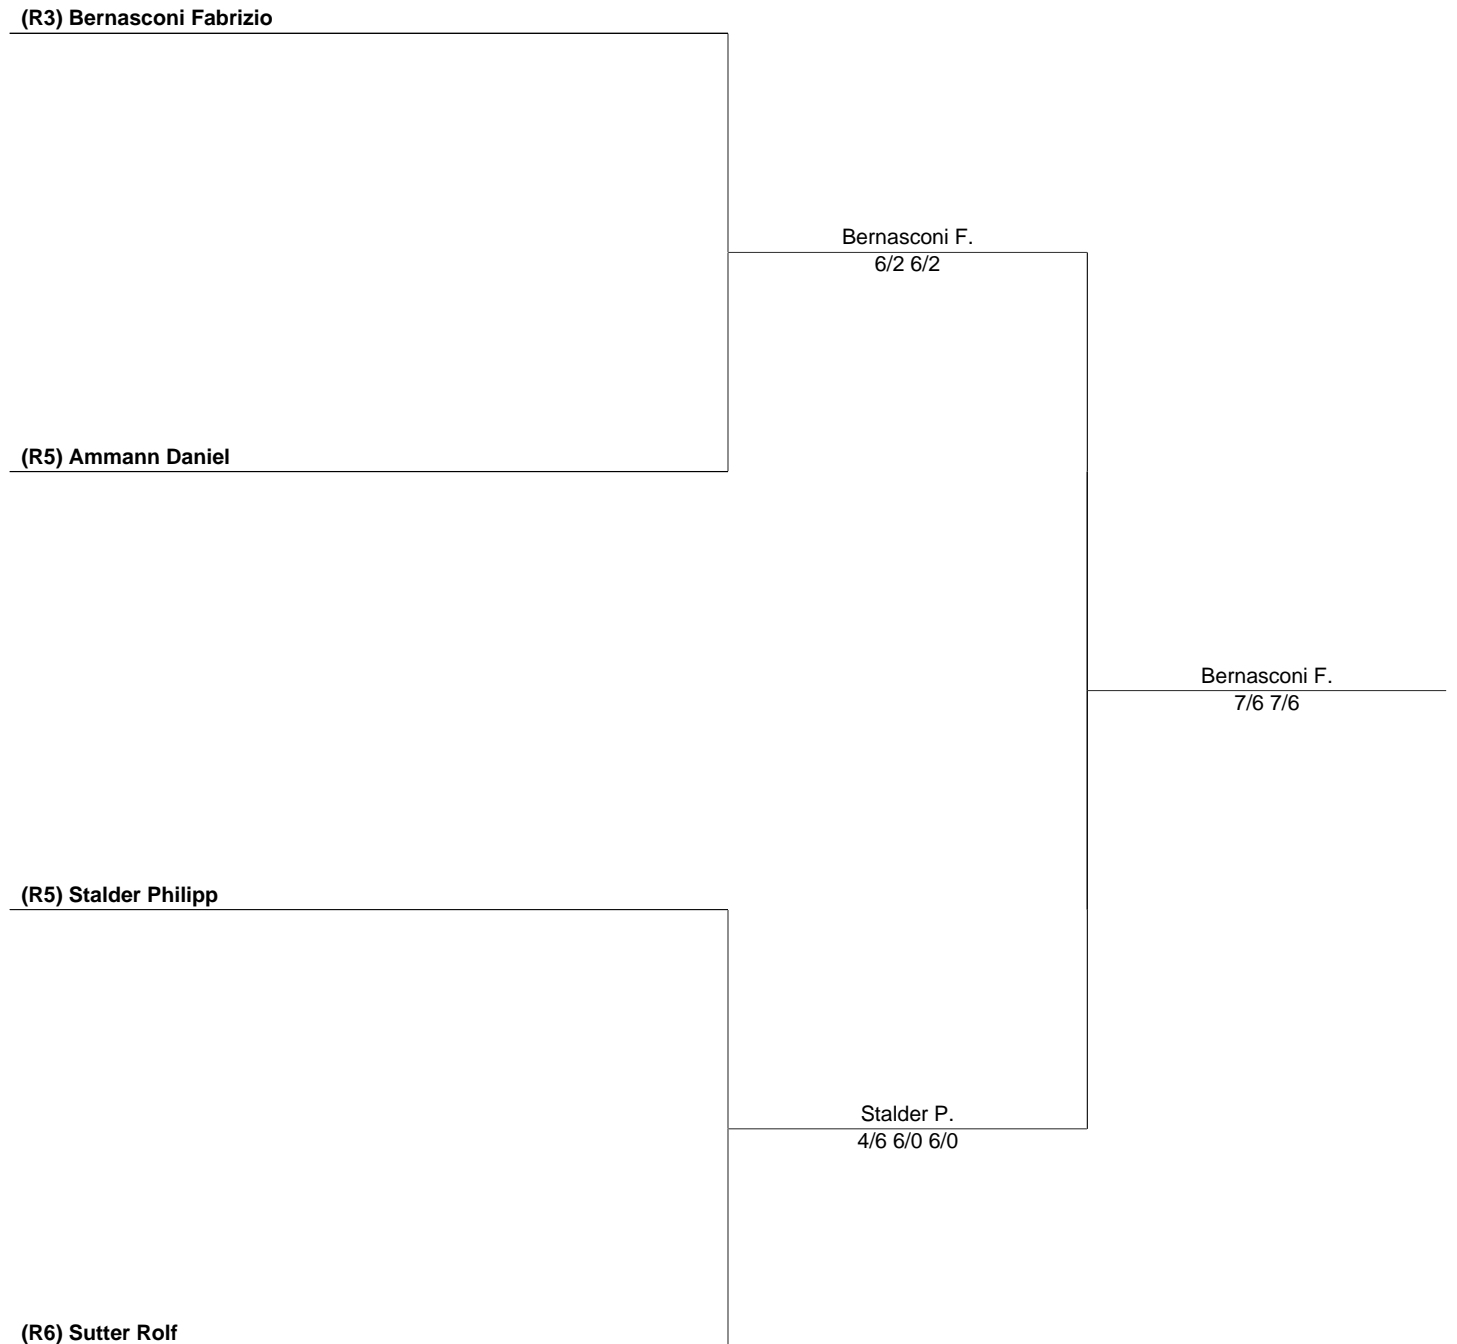 (R3) Bernasconi Fabrizio
Bernasconi F.
6/2 6/2
(R5) Ammann Daniel
Bernasconi F.
7/6 7/6
(R5) Stalder Philipp
Stalder P.
4/6 6/0 6/0
(R6) Sutter Rolf